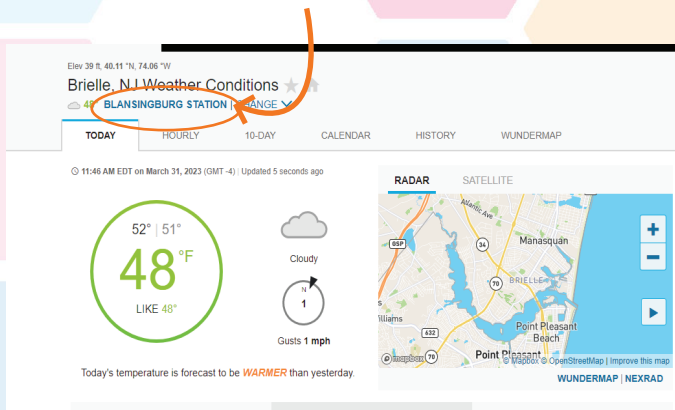 Elev 39 ft, 40.11 °N, 74.06 °W
Brielle, NJ Weather Conditions
48° BLANSINGBURG STATION | CHANGE
TODAY HOURLY 10-DAY CALENDAR HISTORY WUNDERMAP
11:46 AM EDT on March 31, 2023 (GMT -4) | Updated 5 seconds ago
52° | 51°
48 °F
LIKE 48°
Cloudy
N
1
Gusts 1 mph
RADAR SATELLITE
Atlantic Ave
GSP
34
Manasquan
70
BRIELLE
632
Point Pleasant
Beach
Point Pleasant
70
mapbox
© Mapbox © OpenStreetMap | Improve this map
Today's temperature is forecast to be WARMER than yesterday.
WUNDERMAP | NEXRAD